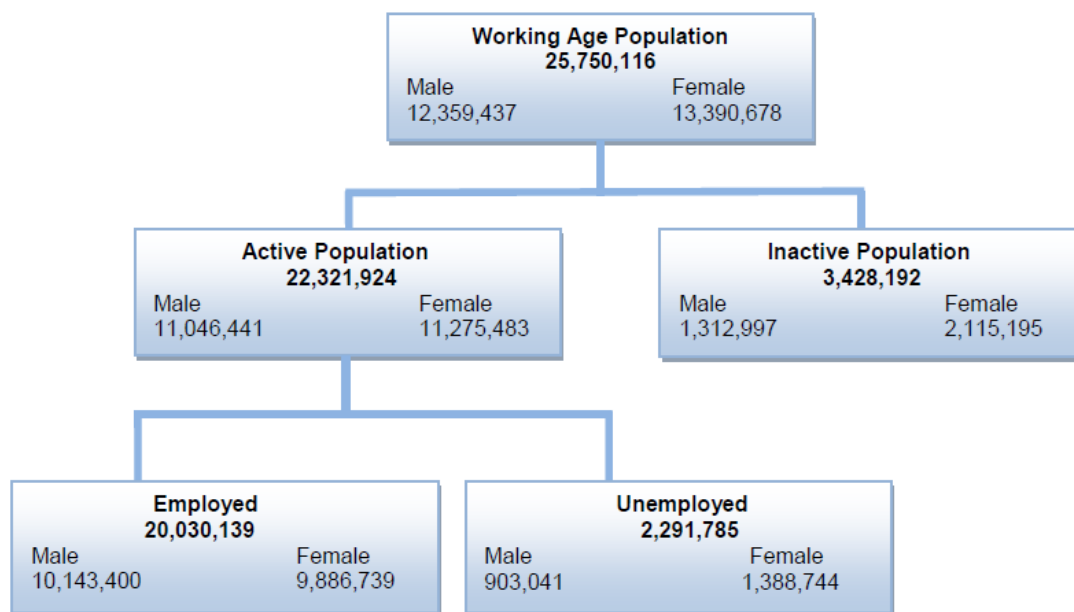 Working Age Population
25,750,116
Male Female
12,359,437 13,390,678
Active Population
22,321,924
Male Female
11,046,441 11,275,483
Inactive Population
3,428,192
Male Female
1,312,997 2,115,195
Employed
20,030,139
Male Female
10,143,400 9,886,739
Unemployed
2,291,785
Male Female
903,041 1,388,744